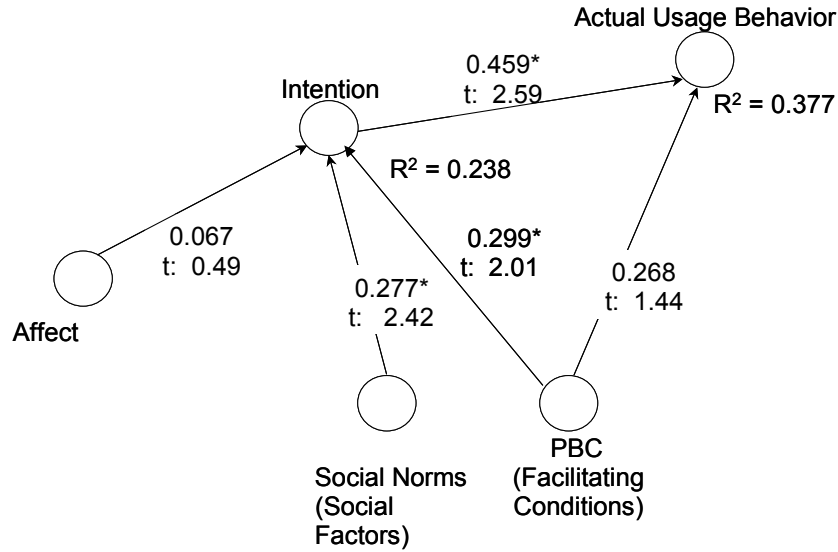 Actual Usage Behavior
0.459*
t: 2.59
Intention
R² = 0.377
R² = 0.238
0.067
t: 0.49
0.299*
t: 2.01
0.268
t: 1.44
0.277*
t: 2.42
Affect
PBC
(Facilitating
Conditions)
Social Norms
(Social
Factors)